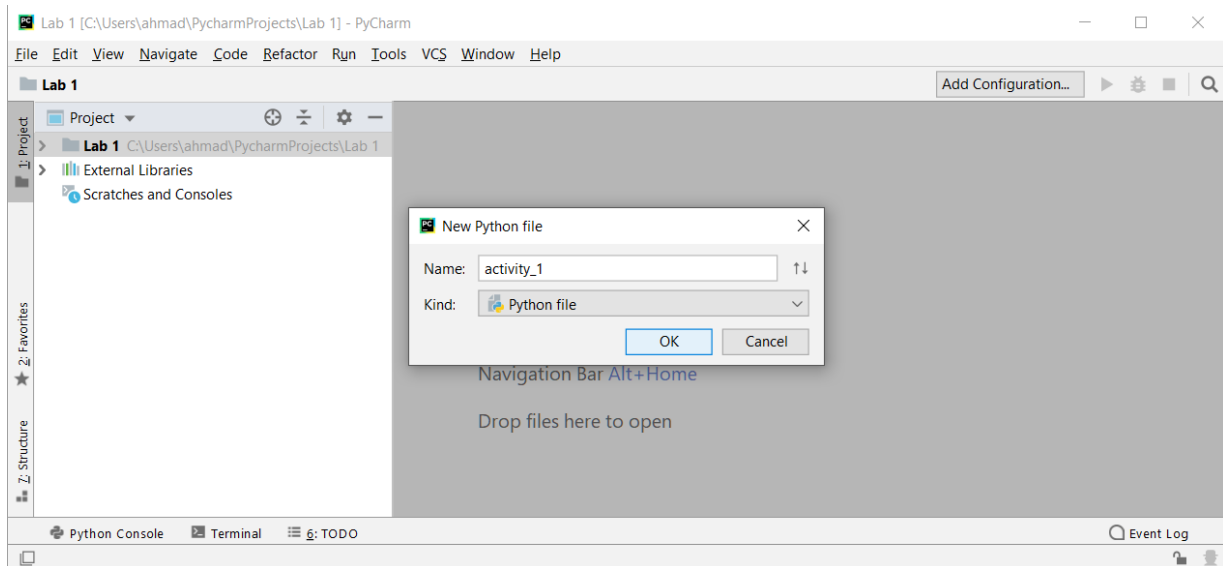 Lab 1 [C:\Users\ahmad\PycharmProjects\Lab 1] - PyCharm
File Edit View Navigate Code Refactor Run Tools VCS Window Help
Lab 1
Add Configuration...
1: Project
Project
Lab 1 C:\Users\ahmad\PycharmProjects\Lab 1
External Libraries
Scratches and Consoles
New Python file
Name: activity_1
Kind: Python file
OK Cancel
Navigation Bar Alt+Home
Drop files here to open
2: Favorites
Z: Structure
Python Console Terminal 6: TODO Event Log